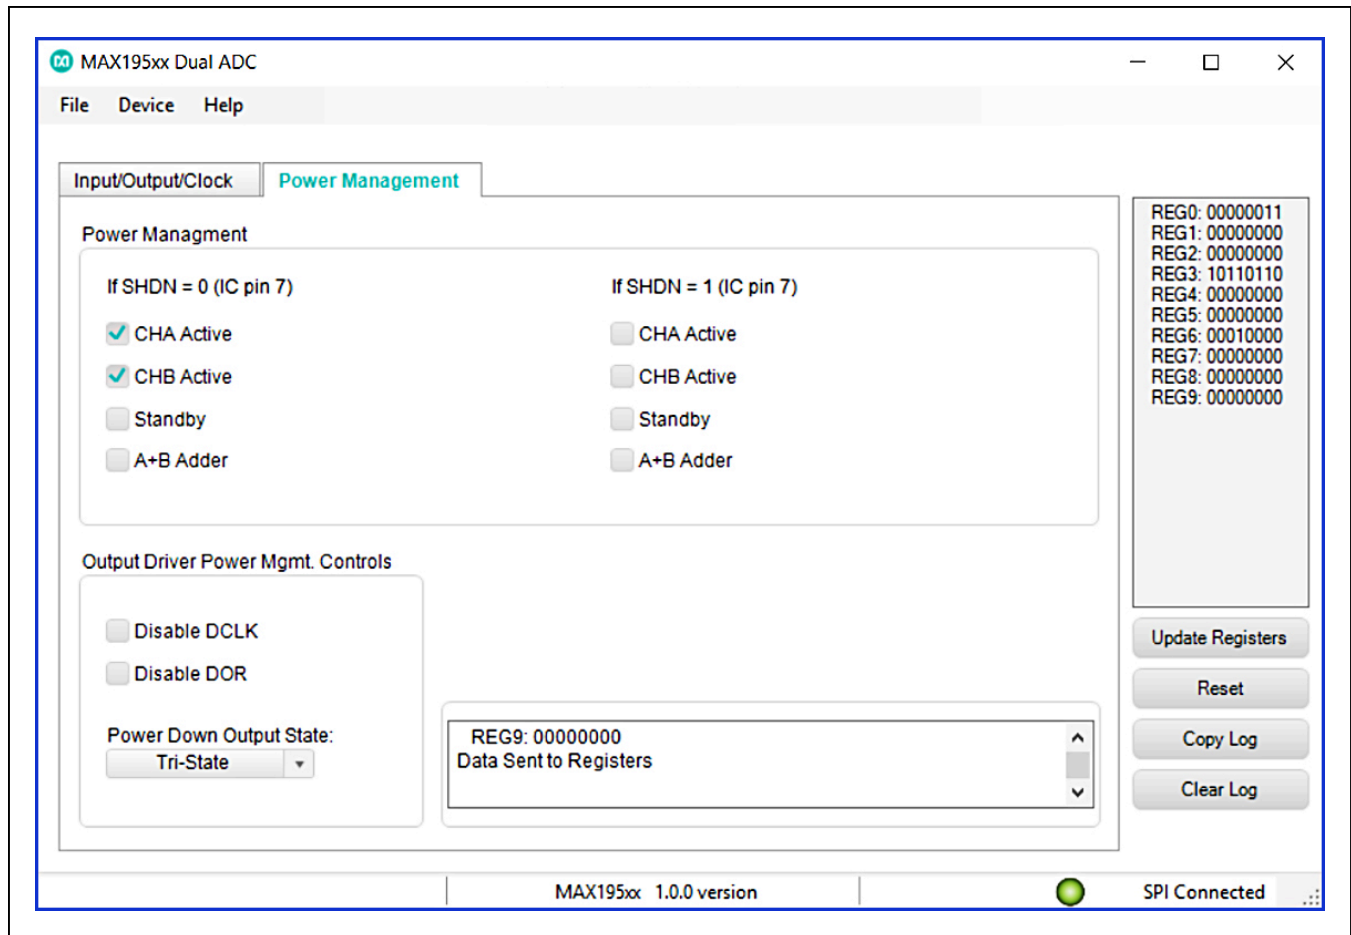 MAX195xx Dual ADC
File Device Help
Input/Output/Clock Power Management
Power Managment
If SHDN = 0 (IC pin 7)
CHA Active
CHB Active
Standby
A+B Adder
If SHDN = 1 (IC pin 7)
CHA Active
CHB Active
Standby
A+B Adder
Output Driver Power Mgmt. Controls
Disable DCLK
Disable DOR
Power Down Output State:
Tri-State
REG9: 00000000
Data Sent to Registers
REG0: 00000011
REG1: 00000000
REG2: 00000000
REG3: 10110110
REG4: 00000000
REG5: 00000000
REG6: 00010000
REG7: 00000000
REG8: 00000000
REG9: 00000000
Update Registers
Reset
Copy Log
Clear Log
MAX195xx 1.0.0 version
SPI Connected